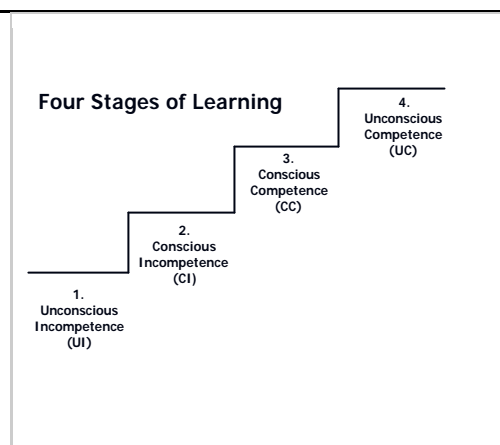 Four Stages of Learning
4.
Unconscious
Competence
(UC)
3.
Conscious
Competence
(CC)
2.
Conscious
Incompetence
(CI)
1.
Unconscious
Incompetence
(UI)